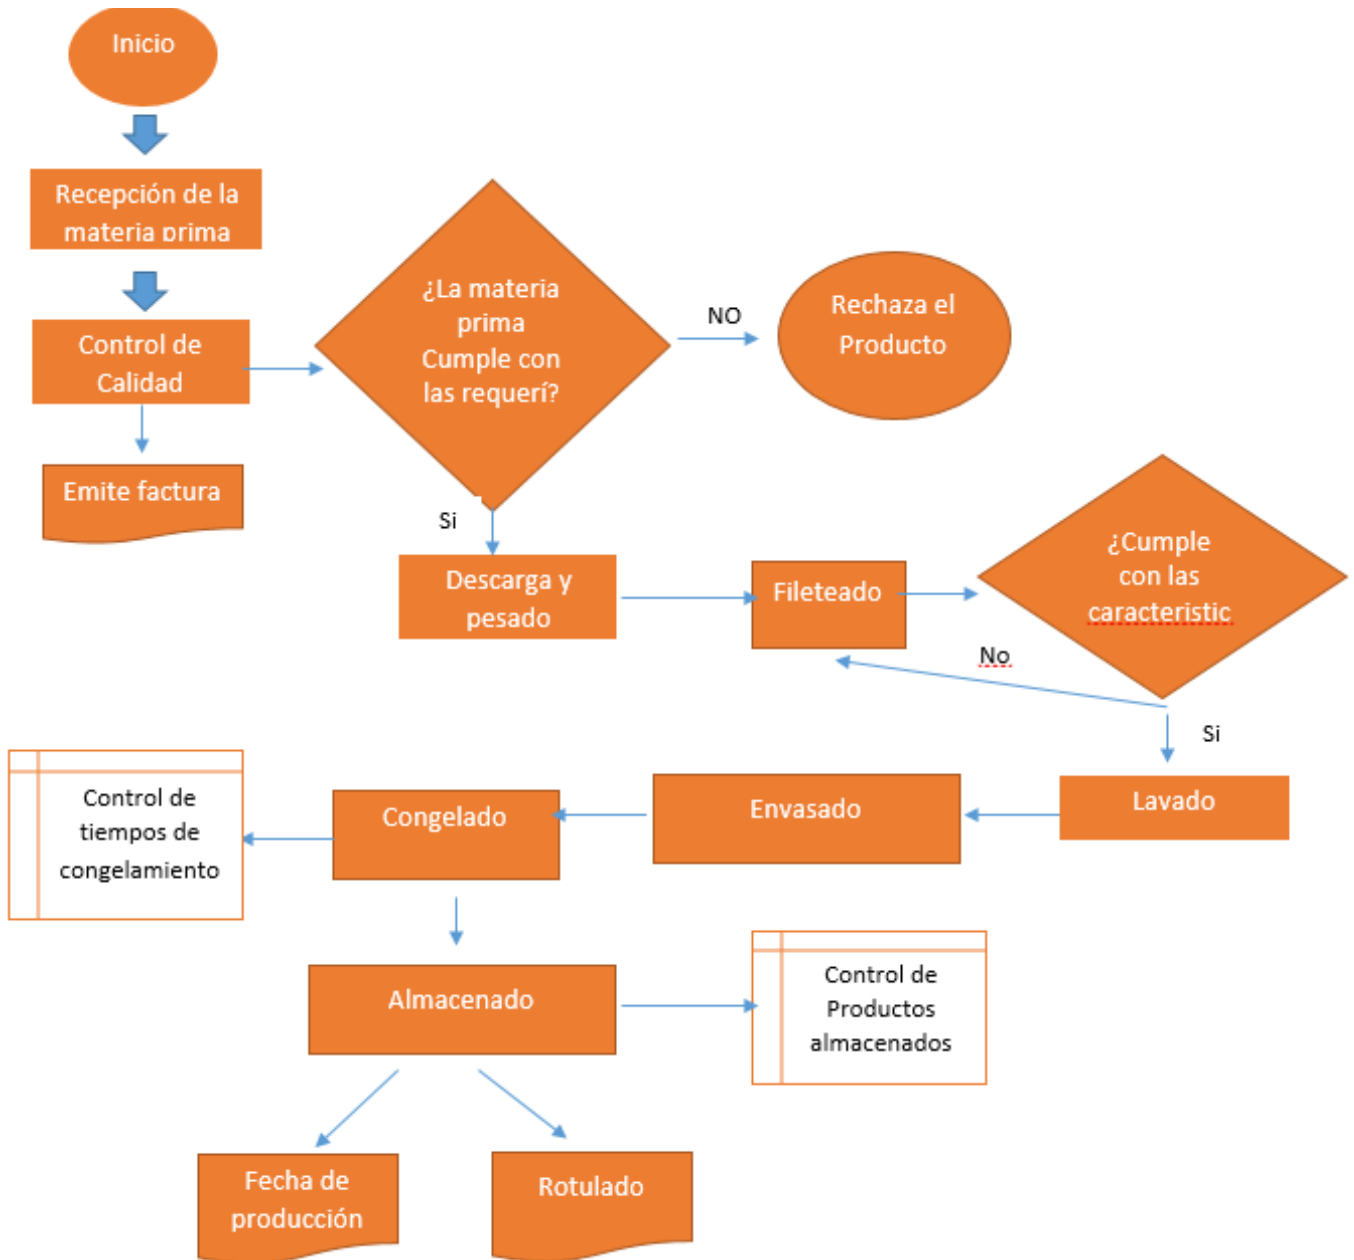 Inicio
Recepción de la
materia prima
Control de
Calidad
Emite factura
¿La materia
prima
Cumple con
las requerí?
NO
Rechaza el
Producto
Si
Descarga y
pesado
Fileteado
¿Cumple
con las
caracteristic
No
Si
Lavado
Envasado
Congelado
Control de
tiempos de
congelamiento
Almacenado
Control de
Productos
almacenados
Fecha de
producción
Rotulado